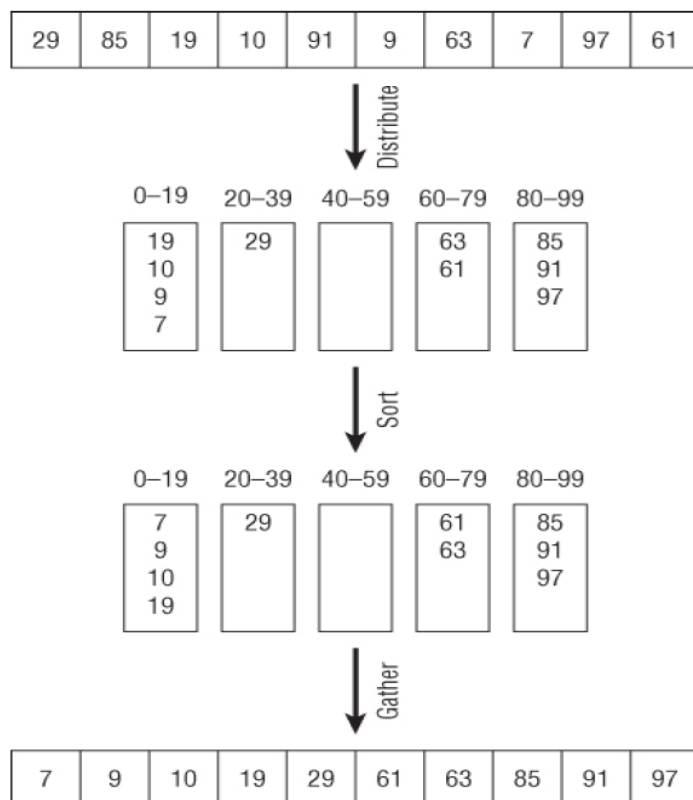 29 85 19 10 91 9 63 7 97 61
Distribute
0–19 20–39 40–59 60–79 80–99
19 29 63 85
10 61 91
9 97
7
Sort
0–19 20–39 40–59 60–79 80–99
7 29 61 85
9 63 91
10 97
19
Gather
7 9 10 19 29 61 63 85 91 97